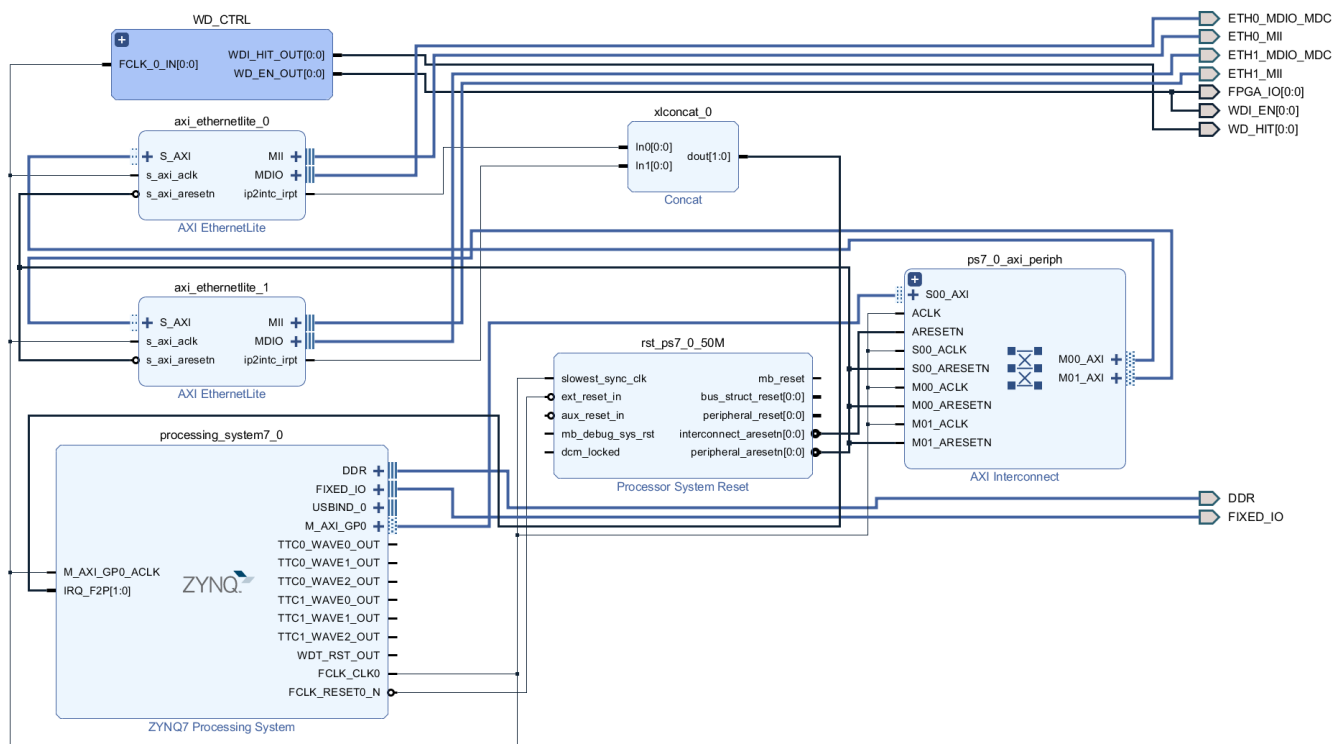 WD_CTRL
FCLK_0_IN[0:0]
WDI_HIT_OUT[0:0]
WD_EN_OUT[0:0]
ETH0_MDIO_MDC
ETH0_MII
ETH1_MDIO_MDC
ETH1_MII
FPGA_IO[0:0]
WDI_EN[0:0]
WD_HIT[0:0]
axi_ethernetlite_0
S_AXI
s_axi_aclk
s_axi_aresetn
MII
MDIO
ip2intc_irpt
AXI EthernetLite
xlconcat_0
In0[0:0]
In1[0:0]
dout[1:0]
Concat
axi_ethernetlite_1
S_AXI
s_axi_aclk
s_axi_aresetn
MII
MDIO
ip2intc_irpt
AXI EthernetLite
ps7_0_axi_periph
S00_AXI
ACLK
ARESETN
S00_ACLK
S00_ARESETN
M00_ACLK
M00_ARESETN
M01_ACLK
M01_ARESETN
M00_AXI
M01_AXI
AXI Interconnect
rst_ps7_0_50M
slowest_sync_clk
ext_reset_in
aux_reset_in
mb_debug_sys_rst
dcm_locked
mb_reset
bus_struct_reset[0:0]
peripheral_reset[0:0]
interconnect_aresetn[0:0]
peripheral_aresetn[0:0]
Processor System Reset
processing_system7_0
M_AXI_GP0_ACLK
IRQ_F2P[1:0]
ZYNQ
DDR
FIXED_IO
USBIND_0
M_AXI_GP0
TTC0_WAVE0_OUT
TTC0_WAVE1_OUT
TTC0_WAVE2_OUT
TTC1_WAVE0_OUT
TTC1_WAVE1_OUT
TTC1_WAVE2_OUT
WDT_RST_OUT
FCLK_CLK0
FCLK_RESET0_N
ZYNQ7 Processing System
DDR
FIXED_IO